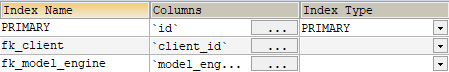 Index Name Columns Index Type
PRIMARY `id` ... PRIMARY
fk_client `client_id` ...
fk_model_engine `model_eng... ...